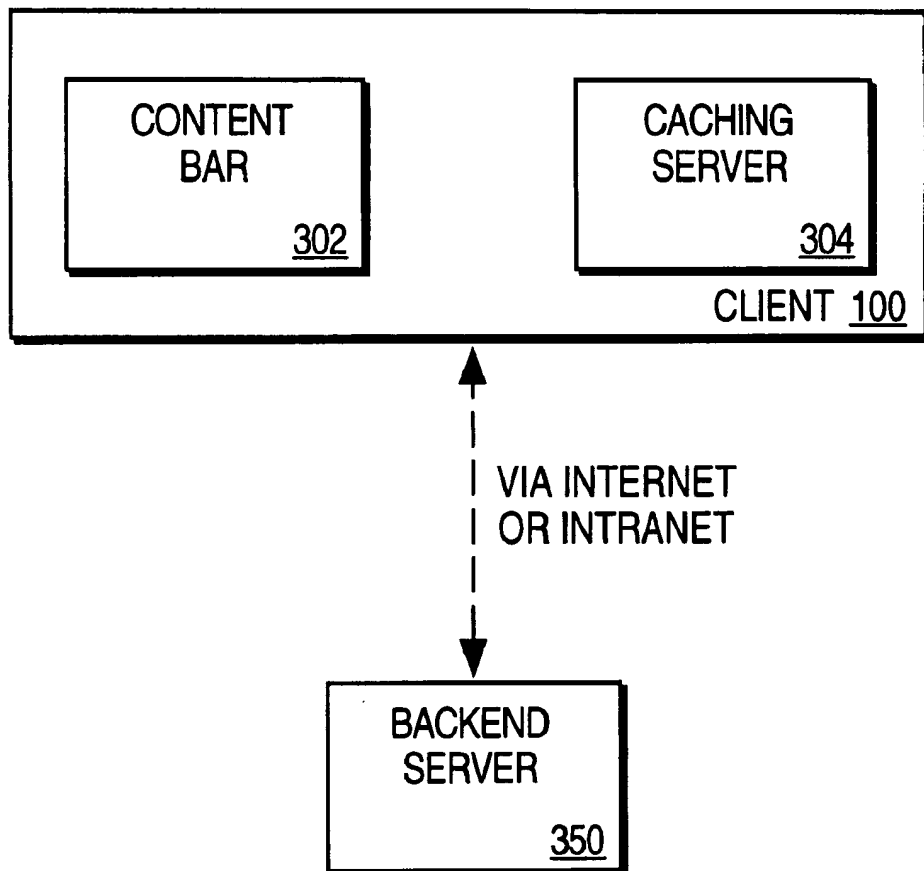 CONTENT
BAR
302
CACHING
SERVER
304
CLIENT 100
VIA INTERNET
OR INTRANET
BACKEND
SERVER
350